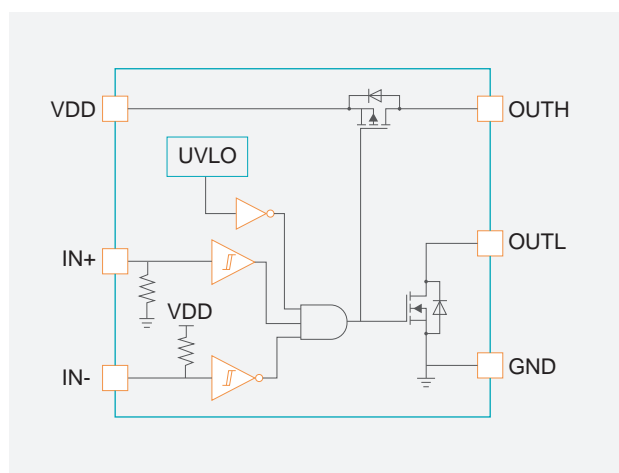 VDD
OUTH
UVLO
OUTL
IN+
VDD
GND
IN-